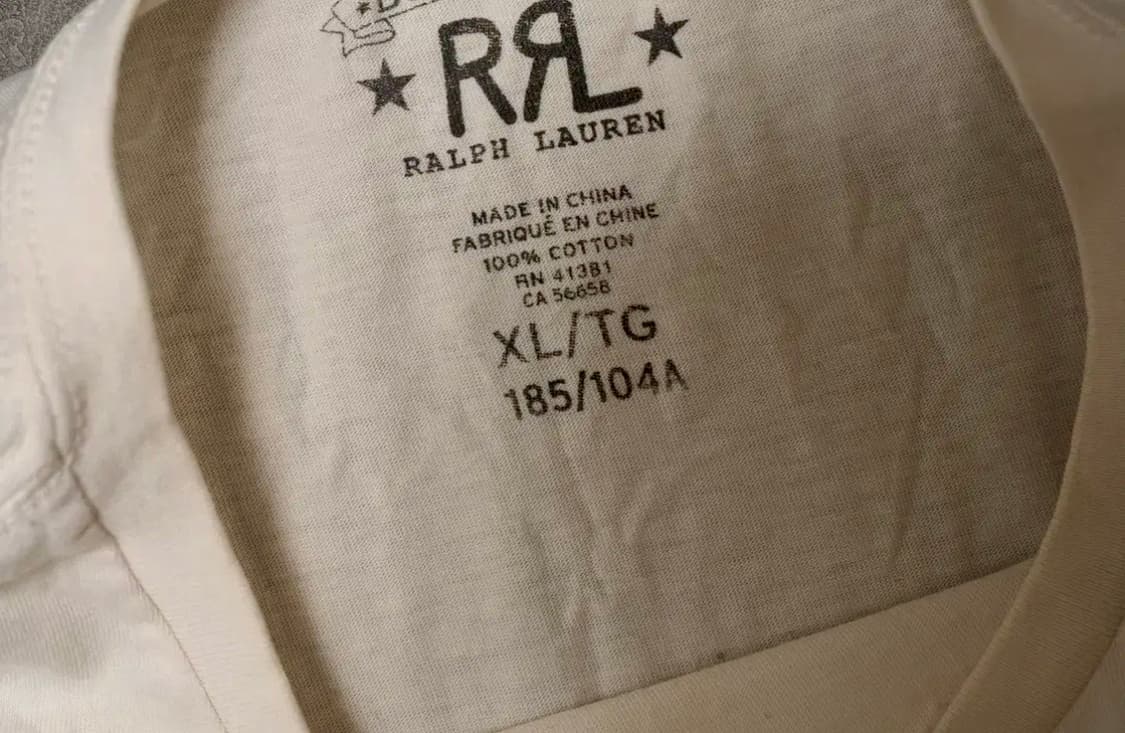 RRL
RALPH LAUREN
MADE IN CHINA
FABRIQUÉ EN CHINE
100% COTTON
RN 41381
CA 56658
XL/TG
185/104A